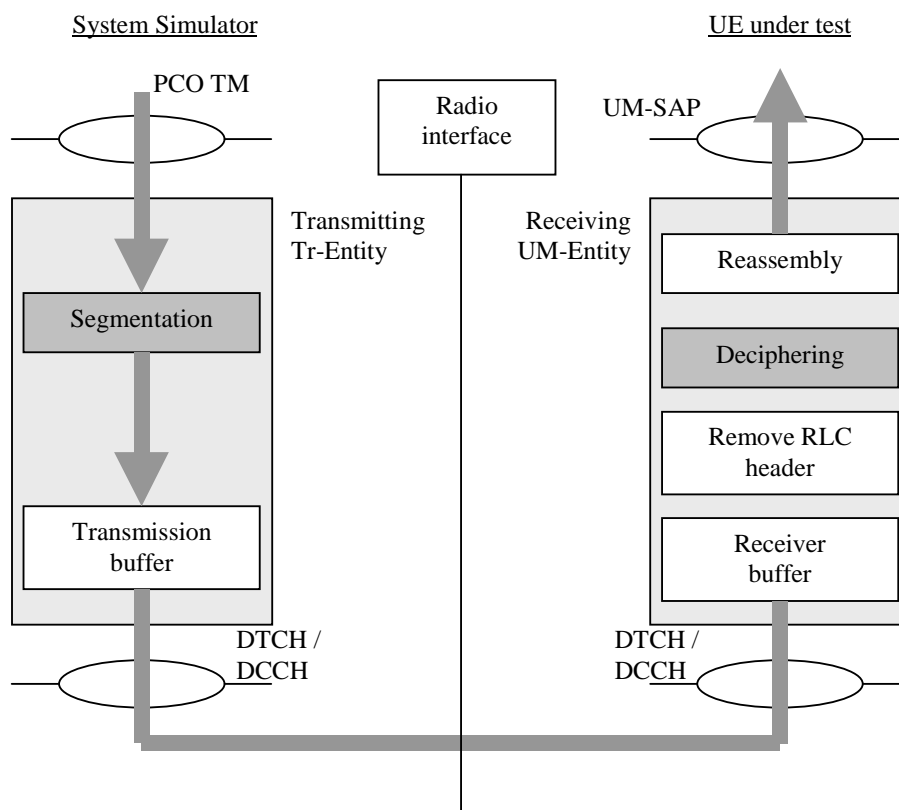 System Simulator
UE under test
PCO TM
Radio
interface
UM-SAP
Transmitting
Tr-Entity
Receiving
UM-Entity
Reassembly
Segmentation
Deciphering
Remove RLC
header
Transmission
buffer
Receiver
buffer
DTCH /
DCCH
DTCH /
DCCH